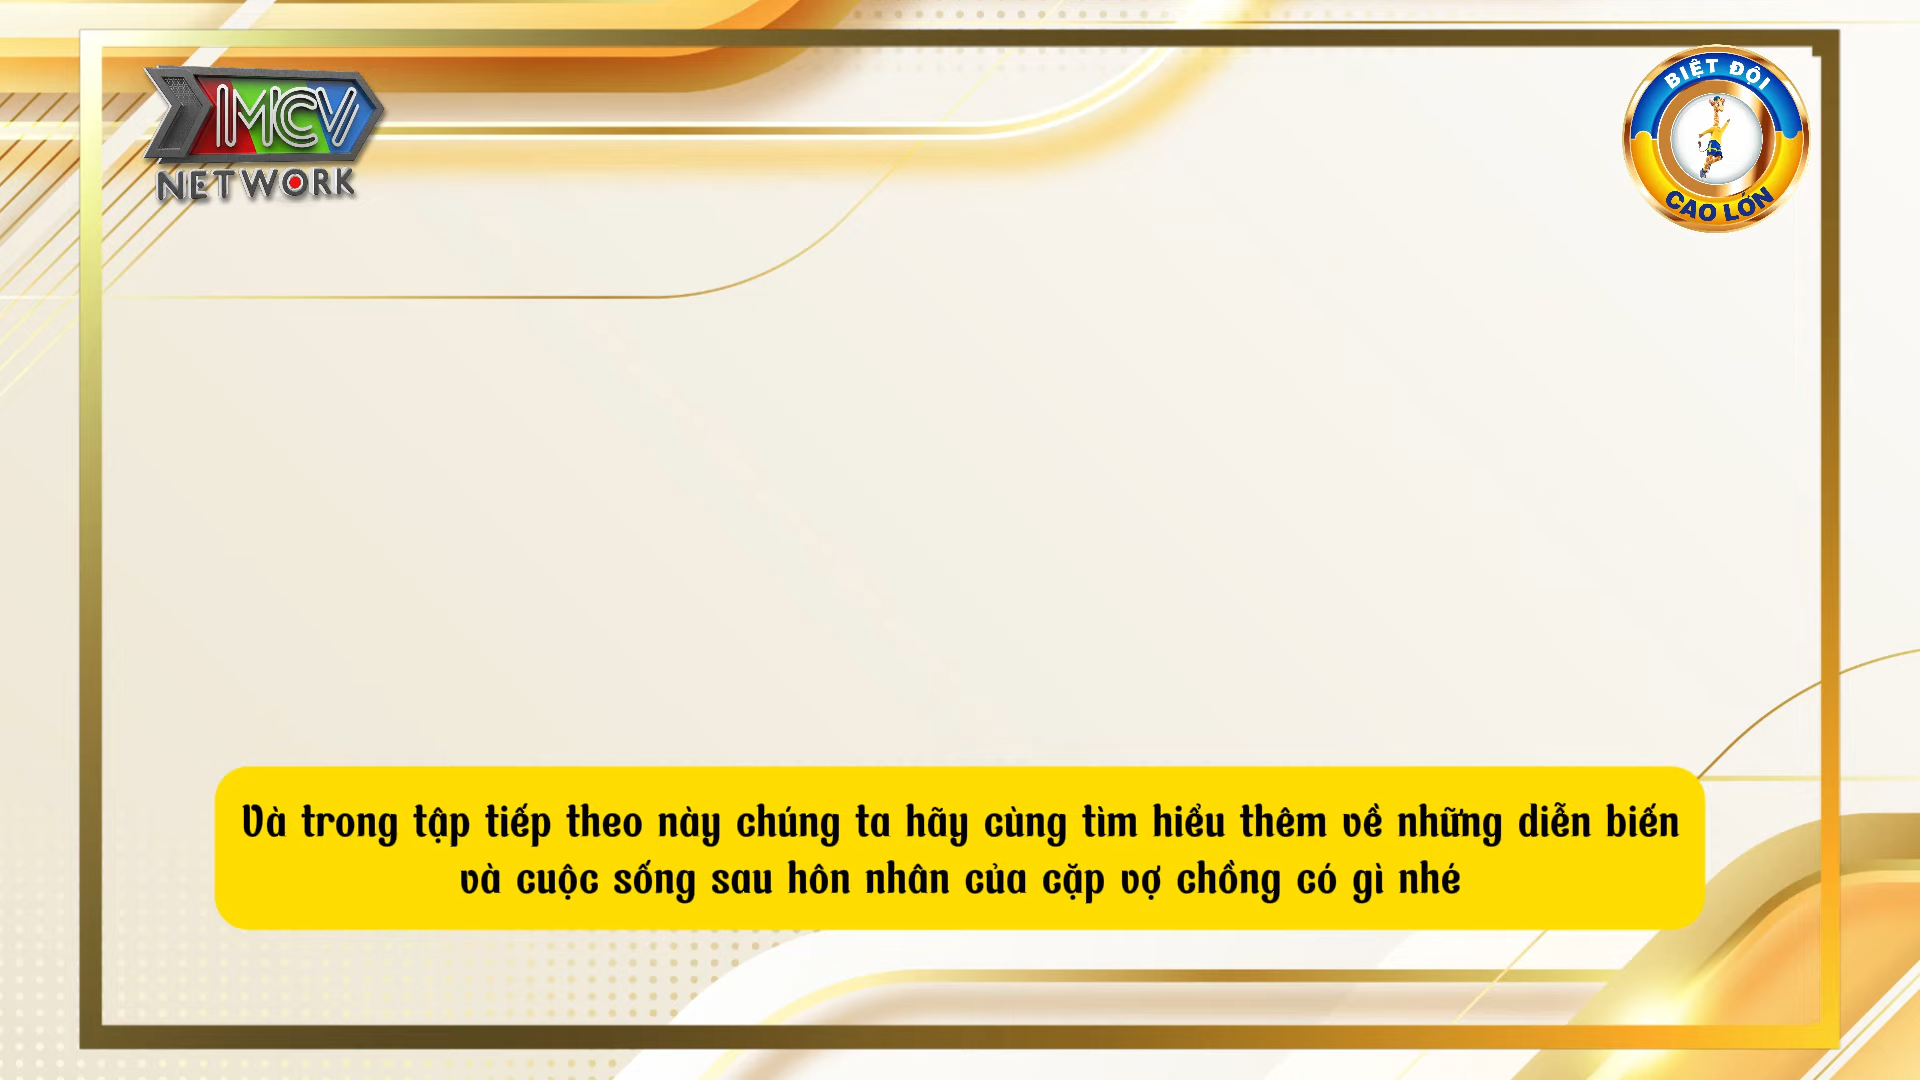 MCV
NETWORK
BIỆT ĐỘI
CAO LỚN
Và trong tập tiếp theo này chúng ta hãy cùng tìm hiểu thêm về những diễn biến
và cuộc sống sau hôn nhân của cặp vợ chồng có gì nhé